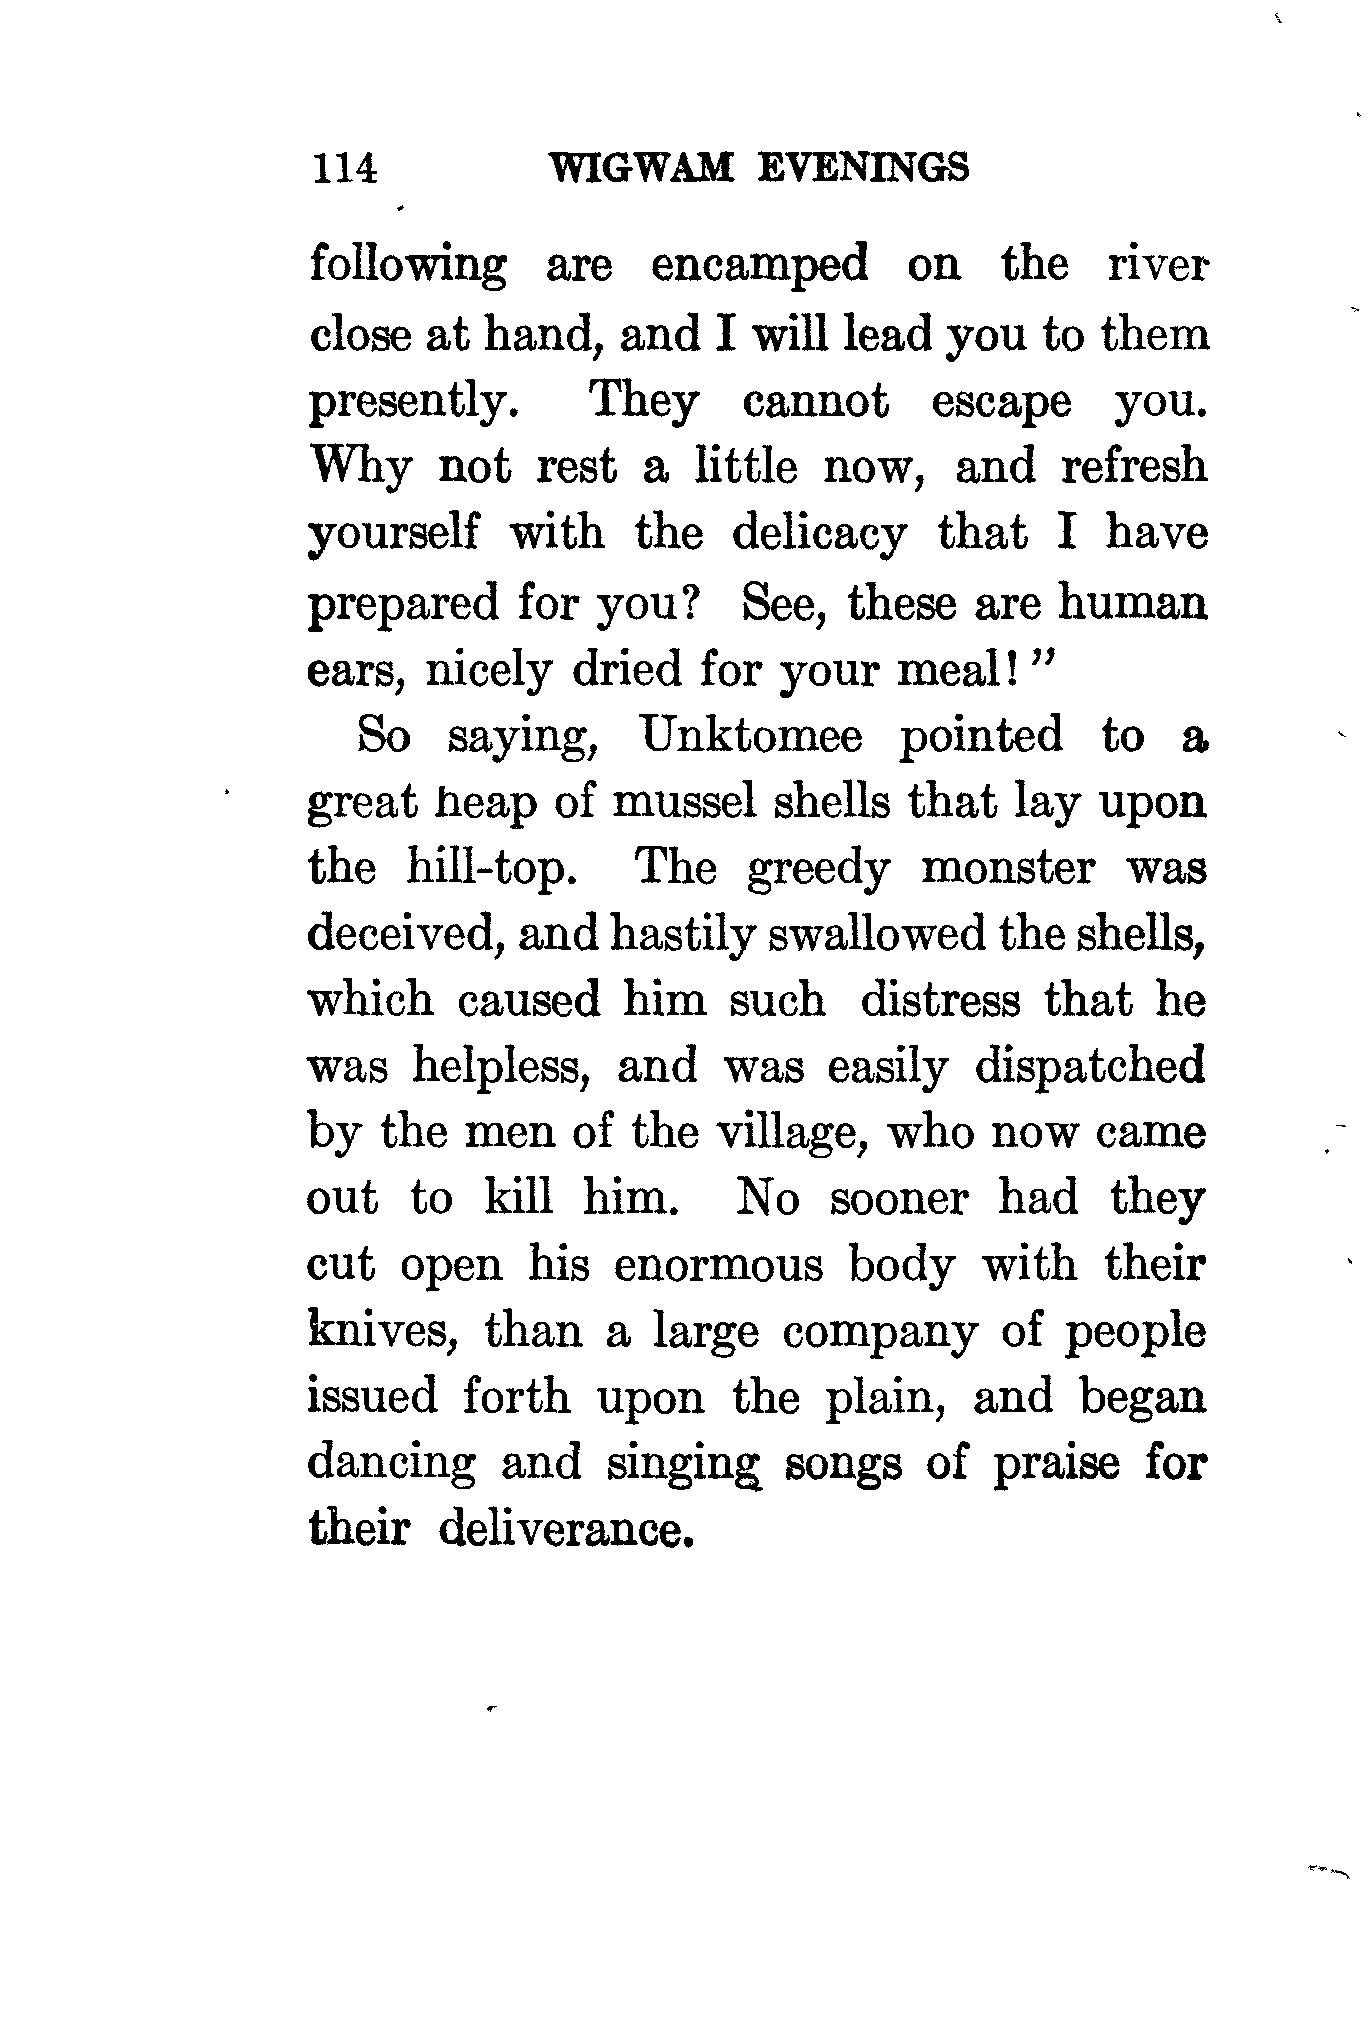 114 WIGWAM EVENINGS
following are encamped on the river
close at hand, and I will lead you to them
presently. They cannot escape you.
Why not rest a little now, and refresh
yourself with the delicacy that I have
prepared for you? See, these are human
ears, nicely dried for your meal!"
So saying, Unktomee pointed to a
great heap of mussel shells that lay upon
the hill-top. The greedy monster was
deceived, and hastily swallowed the shells,
which caused him such distress that he
was helpless, and was easily dispatched
by the men of the village, who now came
out to kill him. No sooner had they
cut open his enormous body with their
knives, than a large company of people
issued forth upon the plain, and began
dancing and singing songs of praise for
their deliverance.